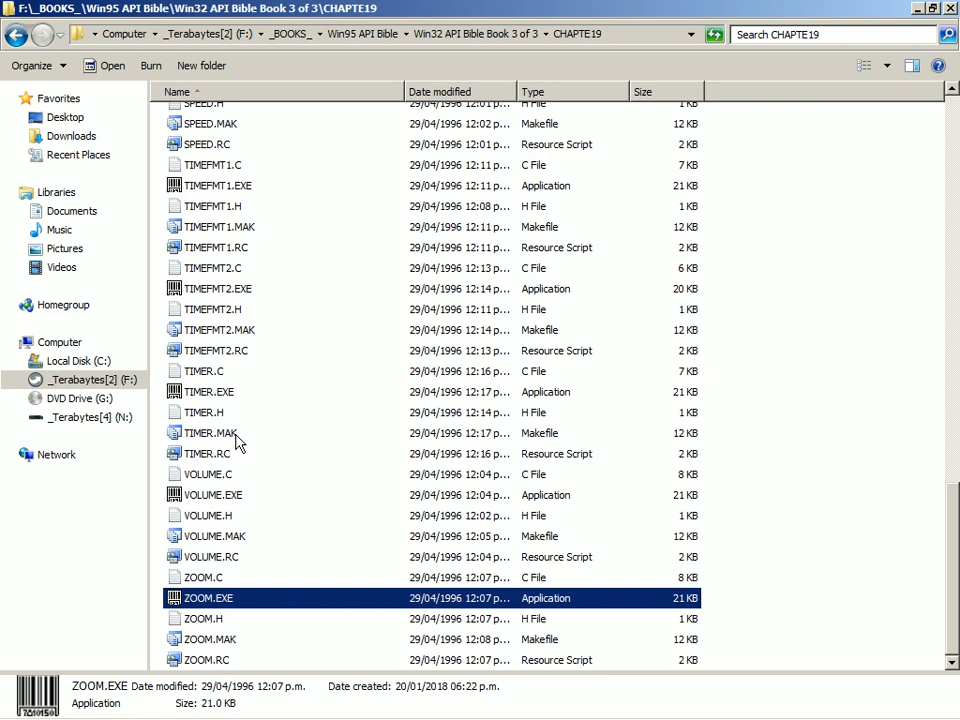 F:\_BOOKS_\Win95 API Bible\Win32 API Bible Book 3 of 3\CHAPTE19
Computer _Terabaytes[2] (F:) _BOOKS_ Win95 API Bible Win32 API Bible Book 3 of 3 CHAPTE19 Search CHAPTE19
Organize Open Burn New folder
Name Date modified Type Size
Favorites
Desktop
Downloads
Recent Places
Libraries
Documents
Music
Pictures
Videos
Homegroup
Computer
Local Disk (C:)
_Terabaytes[2] (F:)
DVD Drive (G:)
_Terabytes[4] (N:)
Network
SPEED.H 29/04/1996 12:01 p... H File 1 KB
SPEED.MAK 29/04/1996 12:02 p... Makefile 12 KB
SPEED.RC 29/04/1996 12:01 p... Resource Script 2 KB
TIMEFMT1.C 29/04/1996 12:11 p... C File 7 KB
TIMEFMT1.EXE 29/04/1996 12:11 p... Application 21 KB
TIMEFMT1.H 29/04/1996 12:08 p... H File 1 KB
TIMEFMT1.MAK 29/04/1996 12:11 p... Makefile 12 KB
TIMEFMT1.RC 29/04/1996 12:11 p... Resource Script 2 KB
TIMEFMT2.C 29/04/1996 12:13 p... C File 6 KB
TIMEFMT2.EXE 29/04/1996 12:14 p... Application 20 KB
TIMEFMT2.H 29/04/1996 12:11 p... H File 1 KB
TIMEFMT2.MAK 29/04/1996 12:14 p... Makefile 12 KB
TIMEFMT2.RC 29/04/1996 12:13 p... Resource Script 2 KB
TIMER.C 29/04/1996 12:16 p... C File 7 KB
TIMER.EXE 29/04/1996 12:17 p... Application 21 KB
TIMER.H 29/04/1996 12:14 p... H File 1 KB
TIMER.MAK 29/04/1996 12:17 p... Makefile 12 KB
TIMER.RC 29/04/1996 12:16 p... Resource Script 2 KB
VOLUME.C 29/04/1996 12:04 p... C File 8 KB
VOLUME.EXE 29/04/1996 12:04 p... Application 21 KB
VOLUME.H 29/04/1996 12:02 p... H File 1 KB
VOLUME.MAK 29/04/1996 12:05 p... Makefile 12 KB
VOLUME.RC 29/04/1996 12:04 p... Resource Script 2 KB
ZOOM.C 29/04/1996 12:07 p... C File 8 KB
ZOOM.EXE 29/04/1996 12:07 p... Application 21 KB
ZOOM.H 29/04/1996 12:07 p... H File 1 KB
ZOOM.MAK 29/04/1996 12:08 p... Makefile 12 KB
ZOOM.RC 29/04/1996 12:07 p... Resource Script 2 KB
ZOOM.EXE Date modified: 29/04/1996 12:07 p.m. Date created: 20/01/2018 06:22 p.m.
Application Size: 21.0 KB